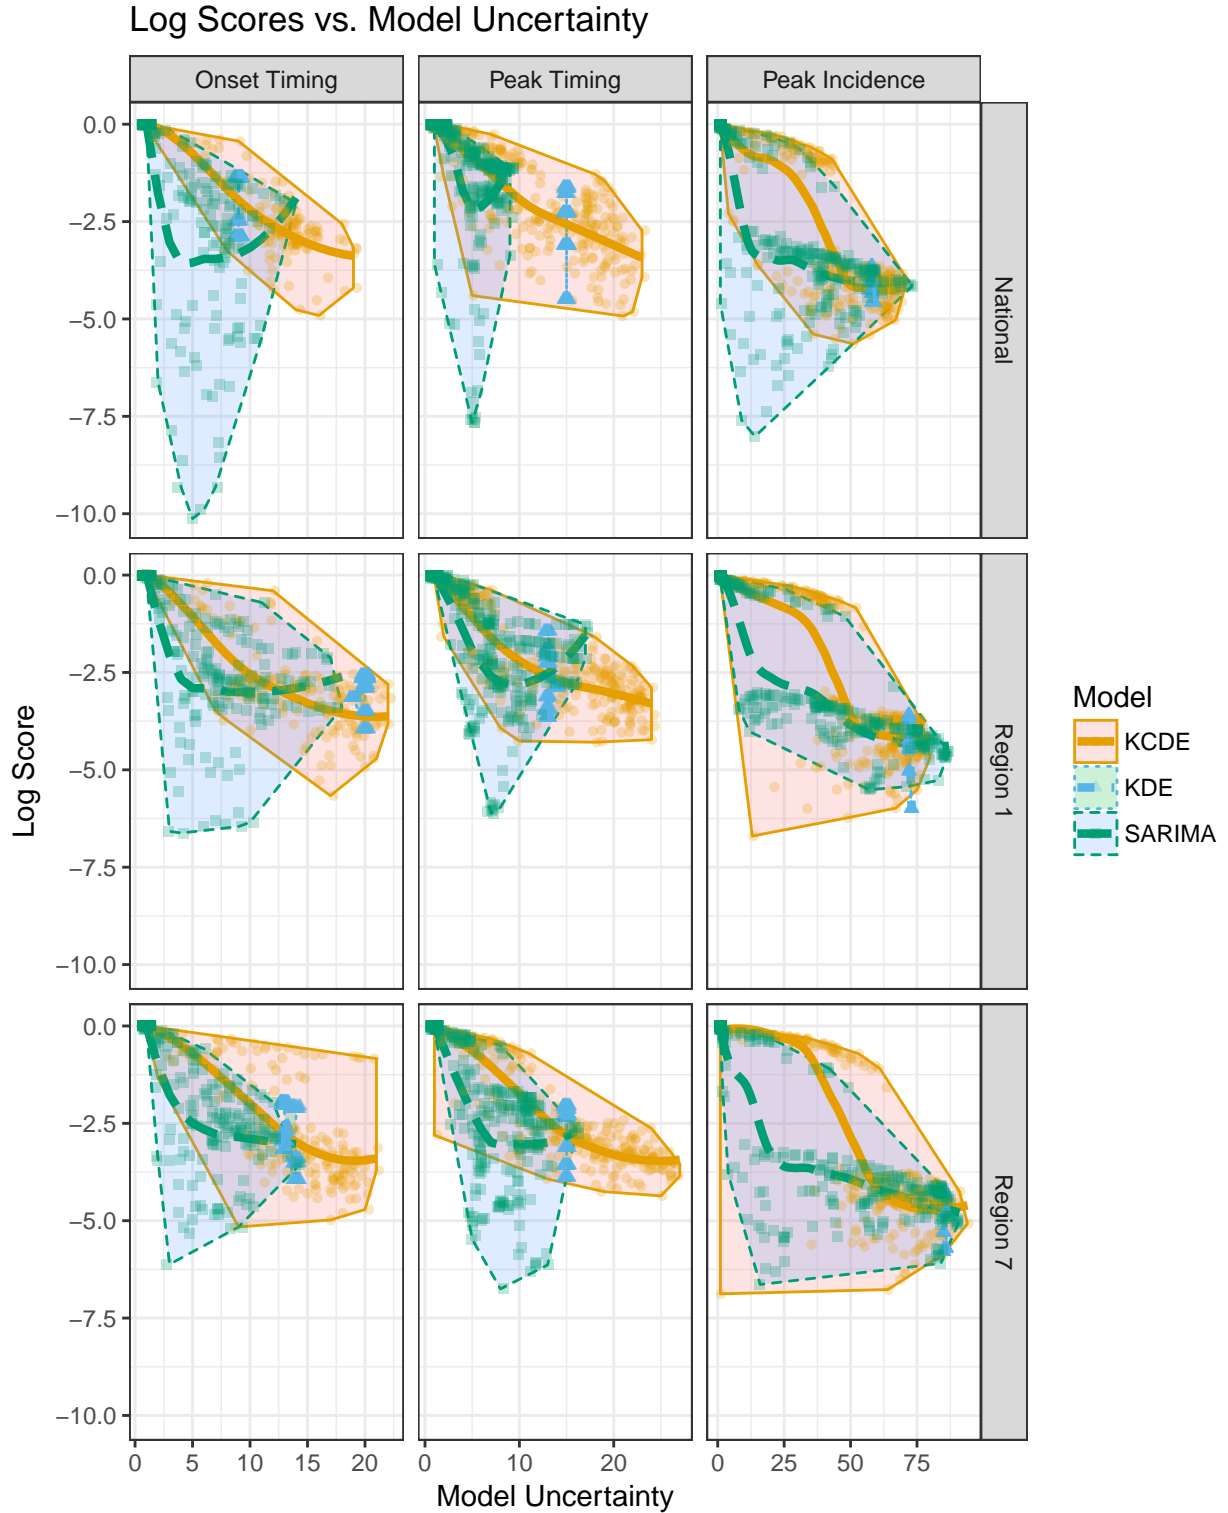 Log Scores vs. Model Uncertainty
Onset Timing
Peak Timing
Peak Incidence
0.0
−2.5
−5.0
−7.5
−10.0
National
0.0
−2.5
−5.0
−7.5
−10.0
Region 1
0.0
−2.5
−5.0
−7.5
−10.0
Region 7
Log Score
0 5 10 15 20
0 10 20
0 25 50 75
Model Uncertainty
Model
KCDE
KDE
SARIMA